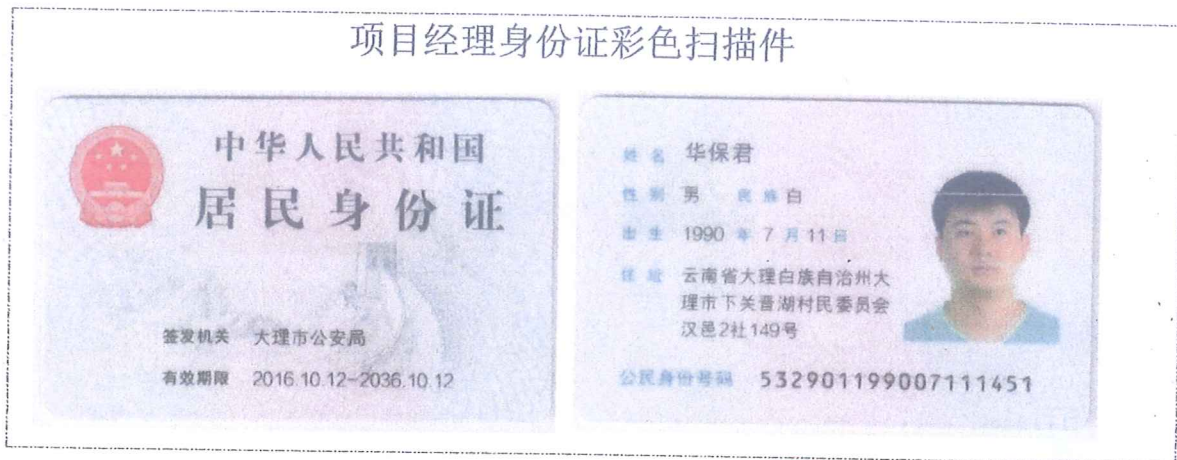 项目经理身份证彩色扫描件
中华人民共和国
居民身份证
签发机关 大理市公安局
有效期限 2016.10.12-2036.10.12
姓名 华保君
性别 男 民族 白
出生 1990 年 7 月 11 日
住址 云南省大理白族自治州大
理市下关晋湖村民委员会
汉邑2社149号
公民身份号码 532901199007111451